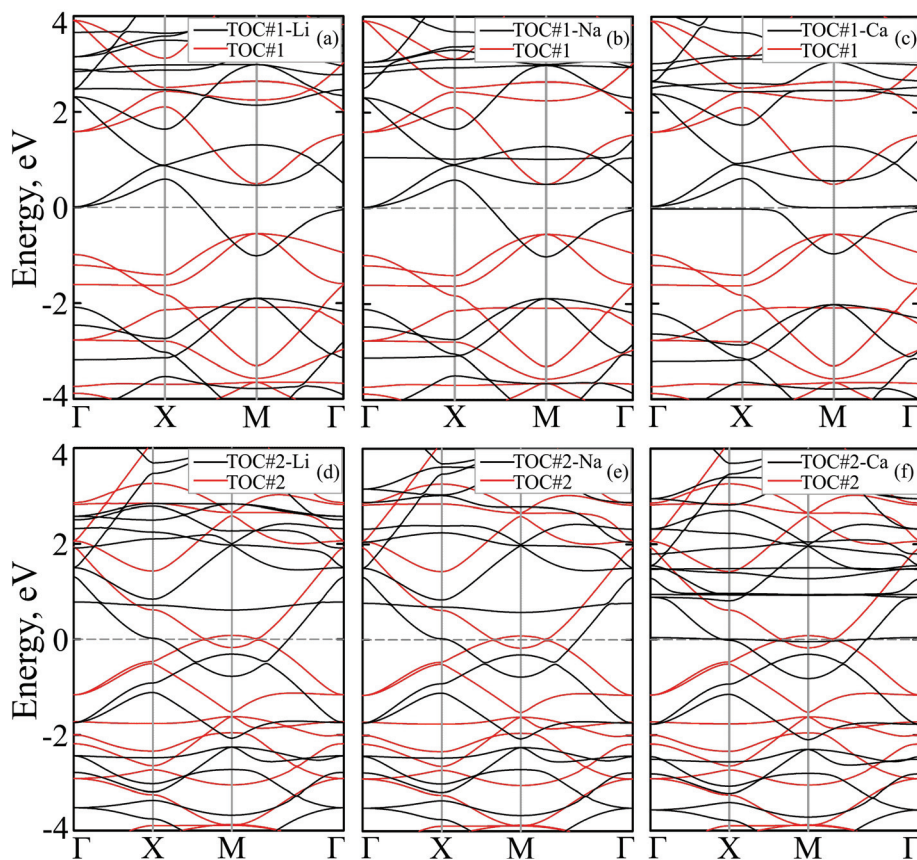 TOC#1-Li (a)
TOC#1
TOC#1-Na (b)
TOC#1
TOC#1-Ca (c)
TOC#1
Energy, eV
4
2
0
-2
-4
Γ X M Γ
Γ X M Γ
Γ X M Γ
TOC#2-Li (d)
TOC#2
TOC#2-Na (e)
TOC#2
TOC#2-Ca (f)
TOC#2
Energy, eV
4
2
0
-2
-4
Γ X M Γ
Γ X M Γ
Γ X M Γ